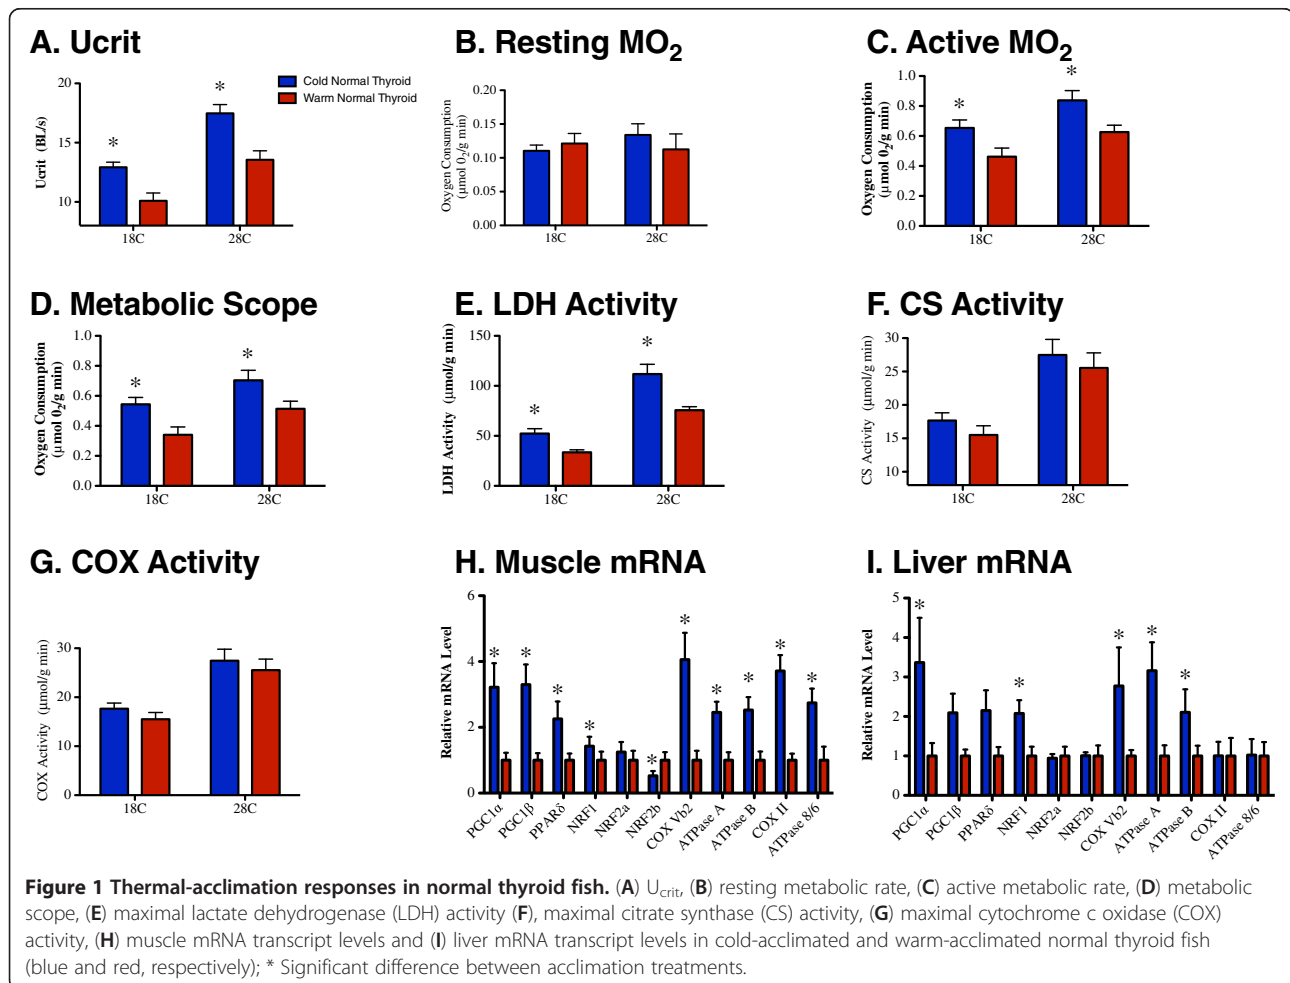 A. Ucrit
B. Resting MO2
C. Active MO2
Cold Normal Thyroid
Warm Normal Thyroid
Ucrit (BL/s)
20
15
10
18C
28C
*
*
Oxygen Consumption
(µmol 0₂/g min)
0.20
0.15
0.10
0.05
0.00
18C
28C
Oxygen Consumption
(µmol 0₂/g min)
1.0
0.8
0.6
0.4
0.2
0.0
18C
28C
*
*
D. Metabolic Scope
E. LDH Activity
F. CS Activity
Oxygen Consumption
(µmol 0₂/g min)
1.0
0.8
0.6
0.4
0.2
0.0
18C
28C
*
*
LDH Activity (µmol/g min)
150
100
50
0
18C
28C
*
*
CS Activity (µmol/g min)
30
25
20
15
10
18C
28C
G. COX Activity
H. Muscle mRNA
I. Liver mRNA
COX Activity (µmol/g min)
30
20
10
0
18C
28C
Relative mRNA Level
6
4
2
0
* * * * * * * * * *
PGC1α
PGC1β
PPARδ
NRF1
NRF2a
NRF2b
COX Vb2
ATPase A
ATPase B
COX II
ATPase 8/6
Relative mRNA Level
5
4
3
2
1
0
* * * * *
PGC1α
PGC1β
PPARδ
NRF1
NRF2a
NRF2b
COX Vb2
ATPase A
ATPase B
COX II
ATPase 8/6
Figure 1 Thermal-acclimation responses in normal thyroid fish. (A) Ucrit, (B) resting metabolic rate, (C) active metabolic rate, (D) metabolic
scope, (E) maximal lactate dehydrogenase (LDH) activity (F), maximal citrate synthase (CS) activity, (G) maximal cytochrome c oxidase (COX)
activity, (H) muscle mRNA transcript levels and (I) liver mRNA transcript levels in cold-acclimated and warm-acclimated normal thyroid fish
(blue and red, respectively); * Significant difference between acclimation treatments.